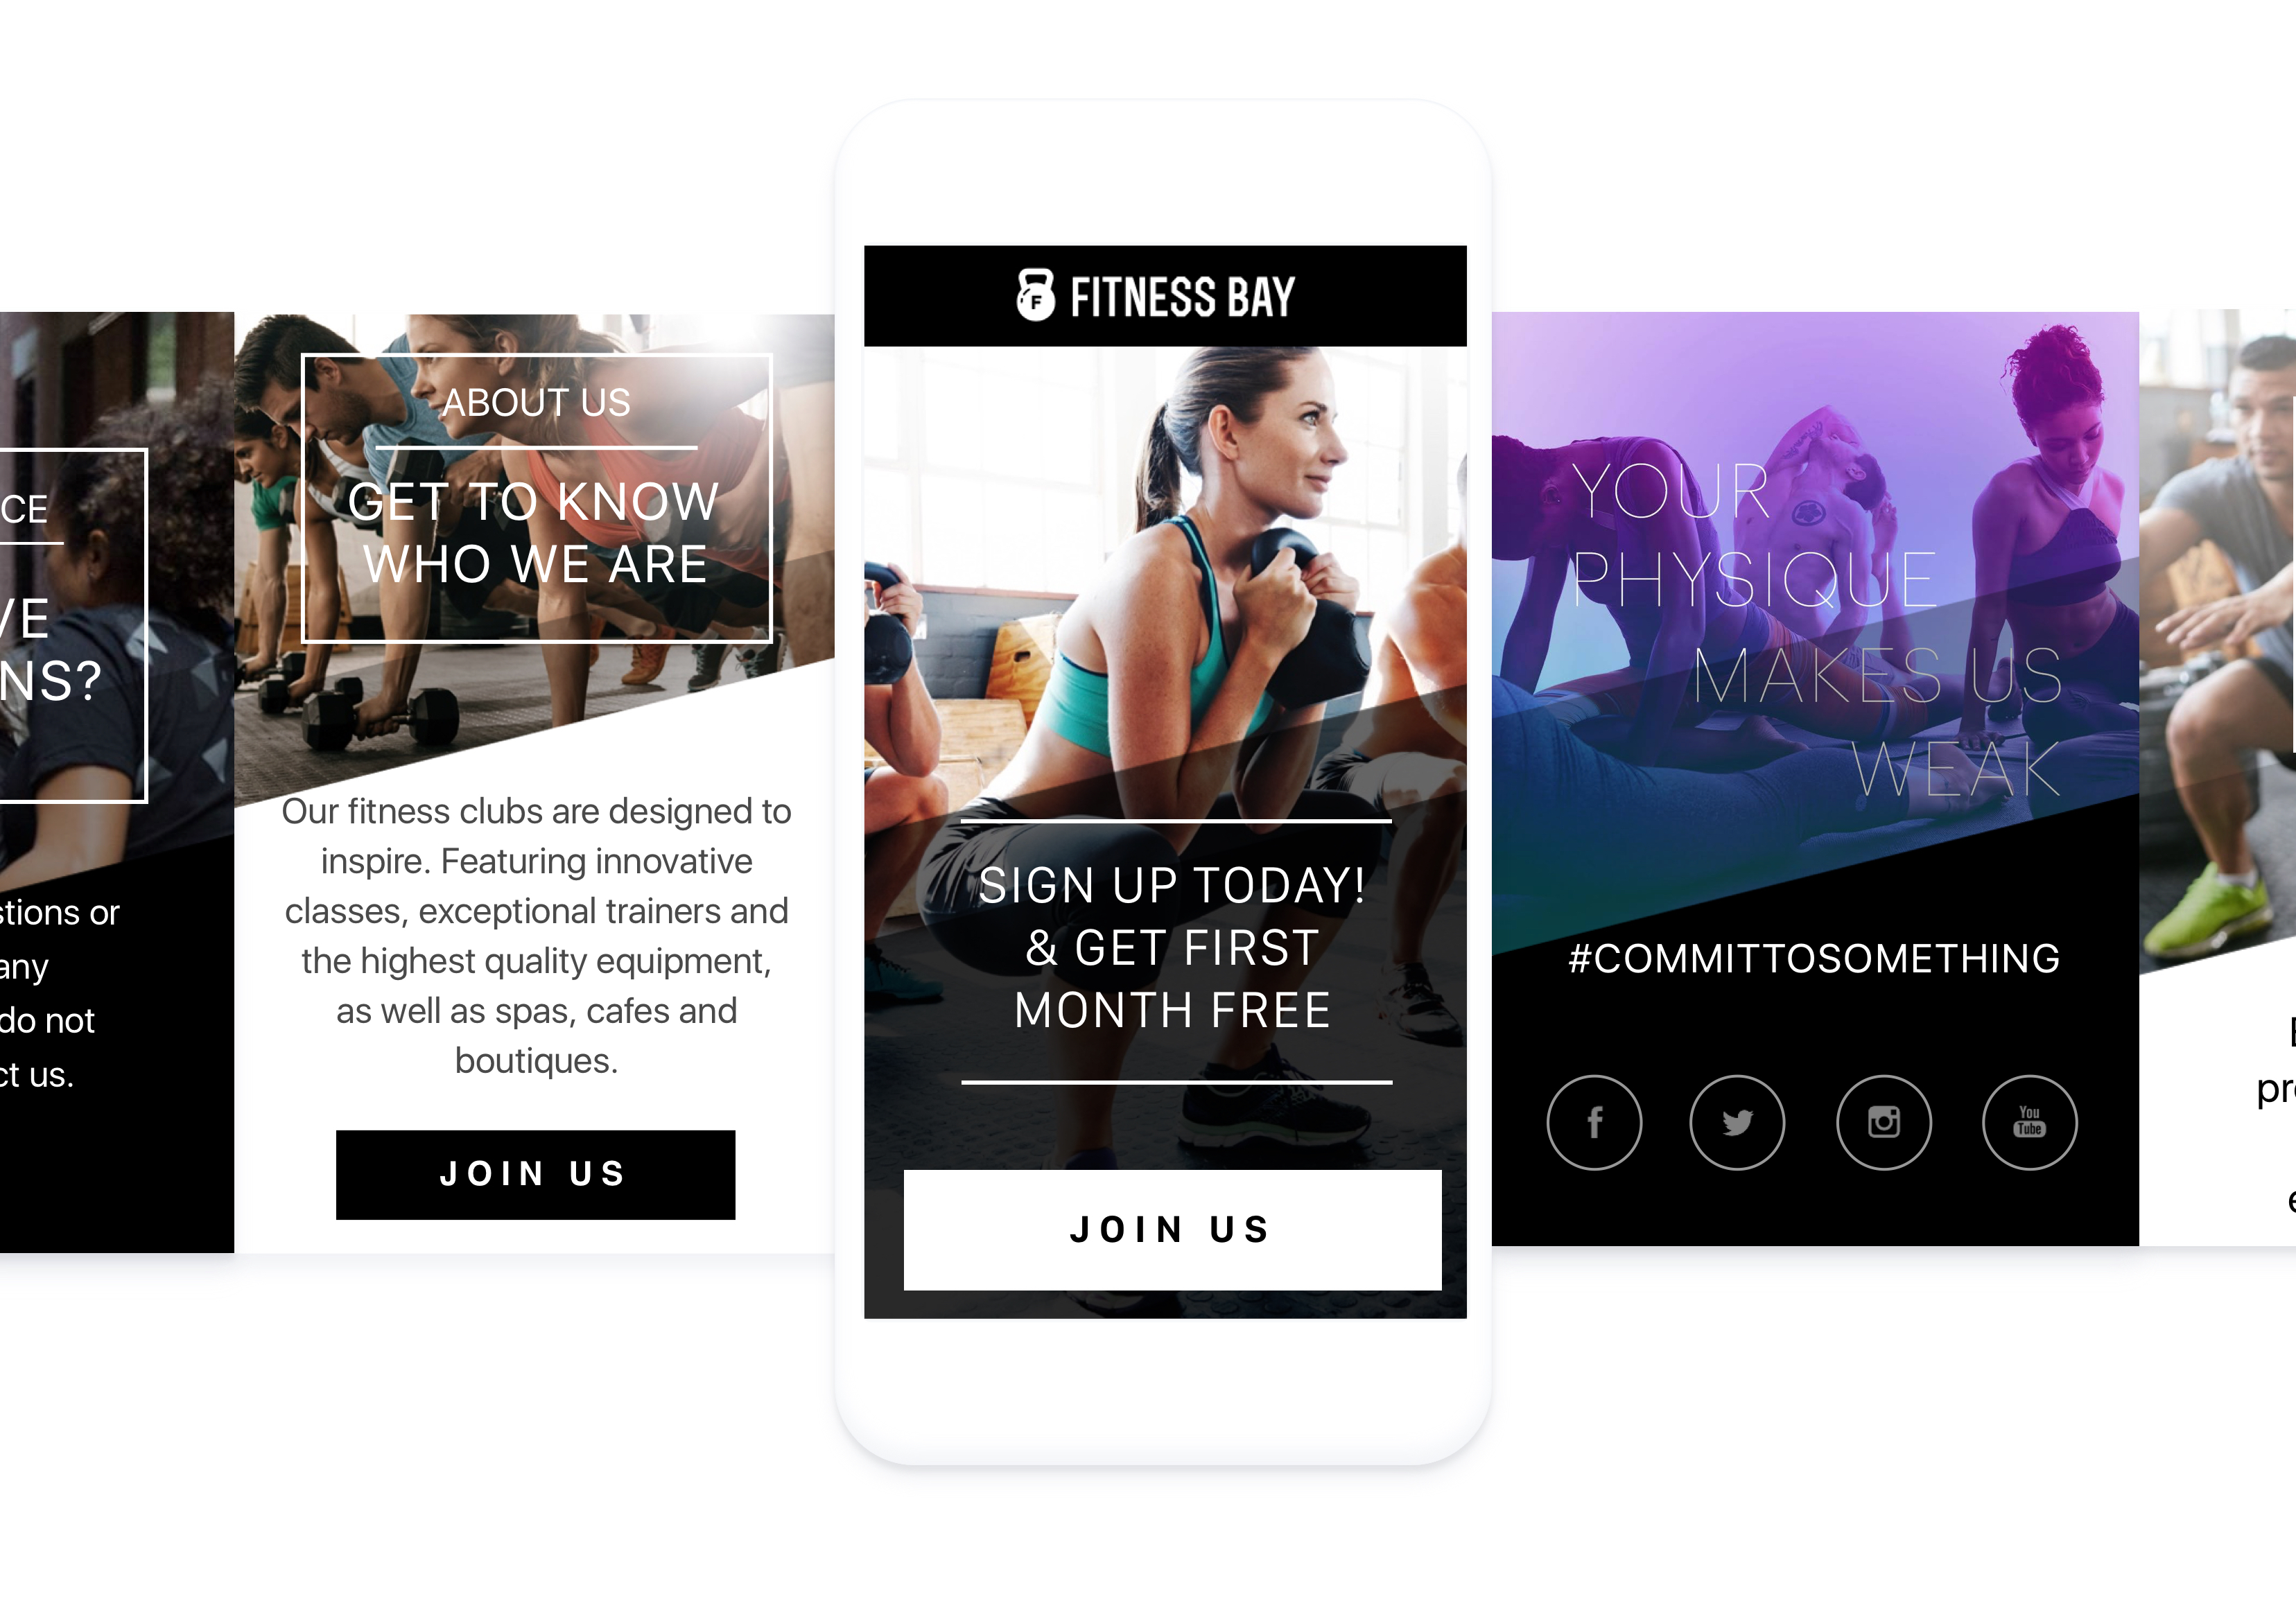 CE
VE
NS?
stions or
any
do not
ct us.
ABOUT US
GET TO KNOW
WHO WE ARE
Our fitness clubs are designed to
inspire. Featuring innovative
classes, exceptional trainers and
the highest quality equipment,
as well as spas, cafes and
boutiques.
JOIN US
F FITNESS BAY
SIGN UP TODAY!
& GET FIRST
MONTH FREE
JOIN US
YOUR
PHYSIQUE
MAKES US
WEAK
#COMMITTOSOMETHING
f
You
Tube
pr